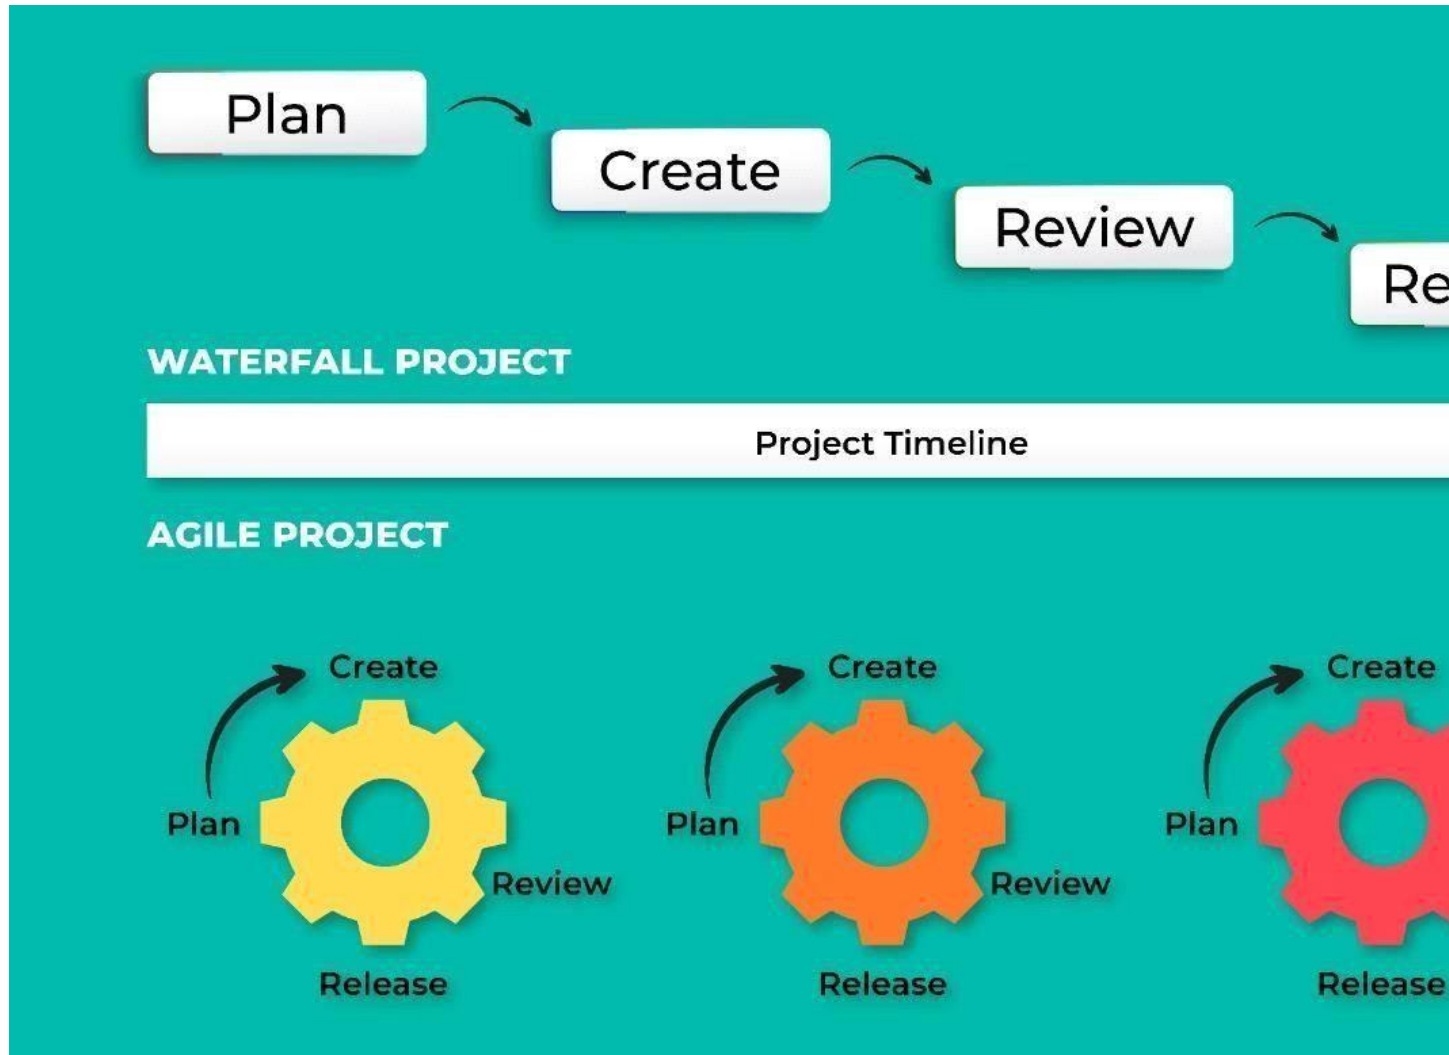 Plan
Create
Review
Re
WATERFALL PROJECT
Project Timeline
AGILE PROJECT
Create
Create
Create
Plan
Plan
Plan
Review
Review
Release
Release
Release